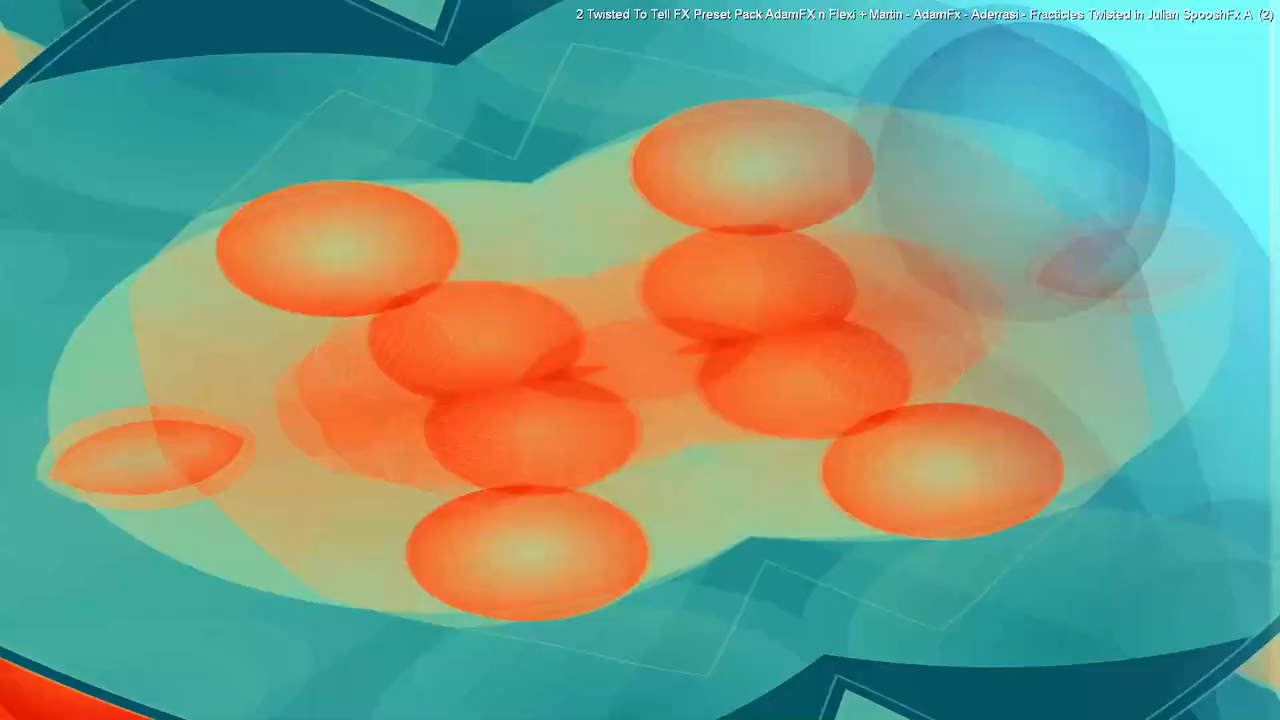 2 Twisted To Tell FX Preset Pack AdamFX n Flexi + Martin - AdamFx - Aderrasi - Fracticles Twisted in Julian SpooshFx A  (2)